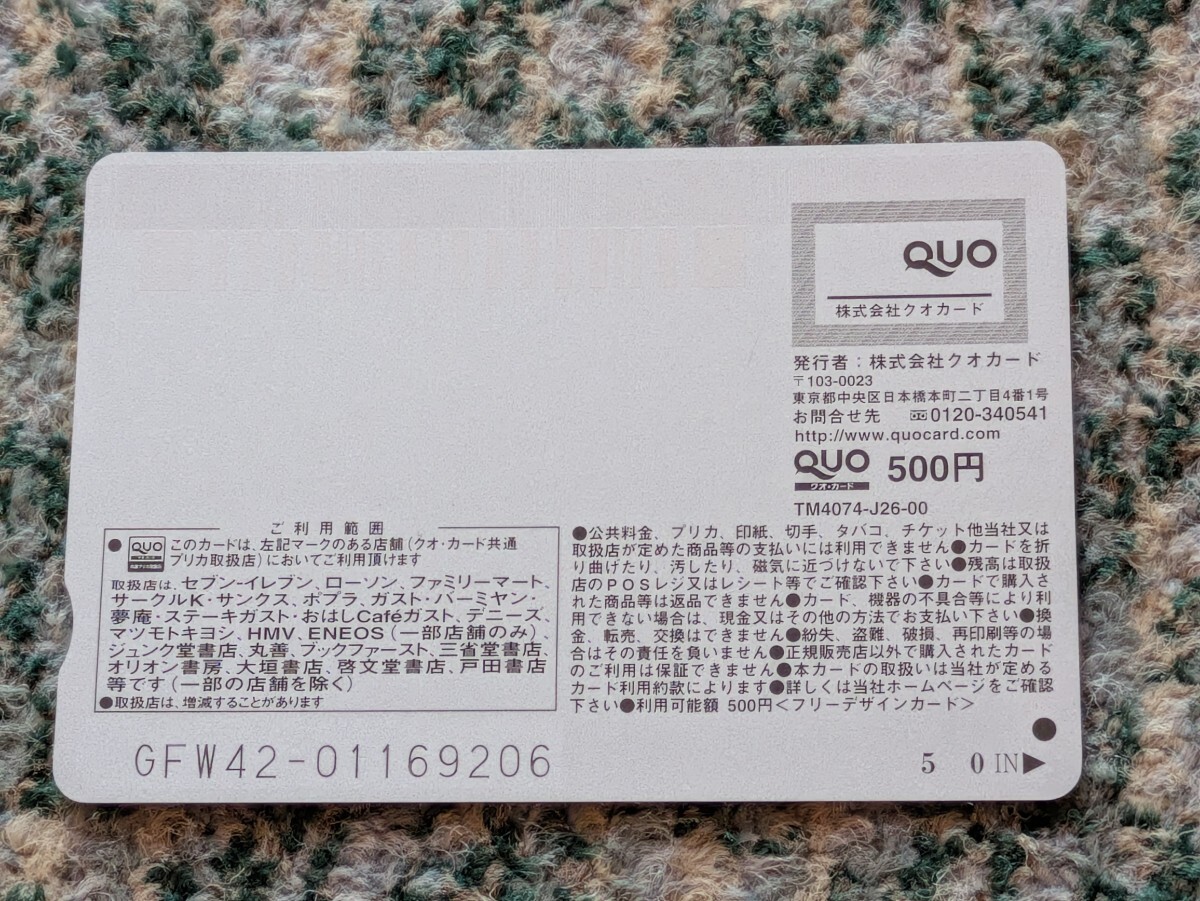 QUO
株式会社クオカード
発行者：株式会社クオカード
〒103-0023
東京都中央区日本橋本町二丁目4番1号
お問合せ先 0120-340541
http://www.quocard.com
QUO 500円
クオ・カード
TM4074-J26-00
ご利用範囲
●QUO このカードは、左記マークのある店舗（クオ・カード共通
プリカ取扱店）においてご利用頂けます
取扱店は、セブン-イレブン、ローソン、ファミリーマート、
サークルK・サンクス、ポプラ、ガスト・バーミヤン・
夢庵・ステーキガスト・おはしCaféガスト、デニーズ、
マツモトキヨシ、HMV、ENEOS（一部店舗のみ）、
ジュンク堂書店、丸善、ブックファースト、三省堂書店、
オリオン書房、大垣書店、啓文堂書店、戸田書店
等です（一部の店舗を除く）
●取扱店は、増減することがあります
●公共料金、プリカ、印紙、切手、タバコ、チケット他当社又は
取扱店が定めた商品等の支払いには利用できません●カードを折
り曲げたり、汚したり、磁気に近づけないで下さい●残高は取扱
店のPOSレジ又はレシート等でご確認下さい●カードで購入さ
れた商品等は返品できません●カード、機器の不具合等により利
用できない場合は、現金又はその他の方法でお支払い下さい●換
金、転売、交換はできません●紛失、盗難、破損、再印刷等の場
合はその責任を負いません●正規販売店以外で購入されたカード
のご利用は保証できません●本カードの取扱いは当社が定める
カード利用約款によります●詳しくは当社ホームページをご確認
下さい●利用可能額 500円＜フリーデザインカード＞
GFW42-01169206
5 0 IN▶